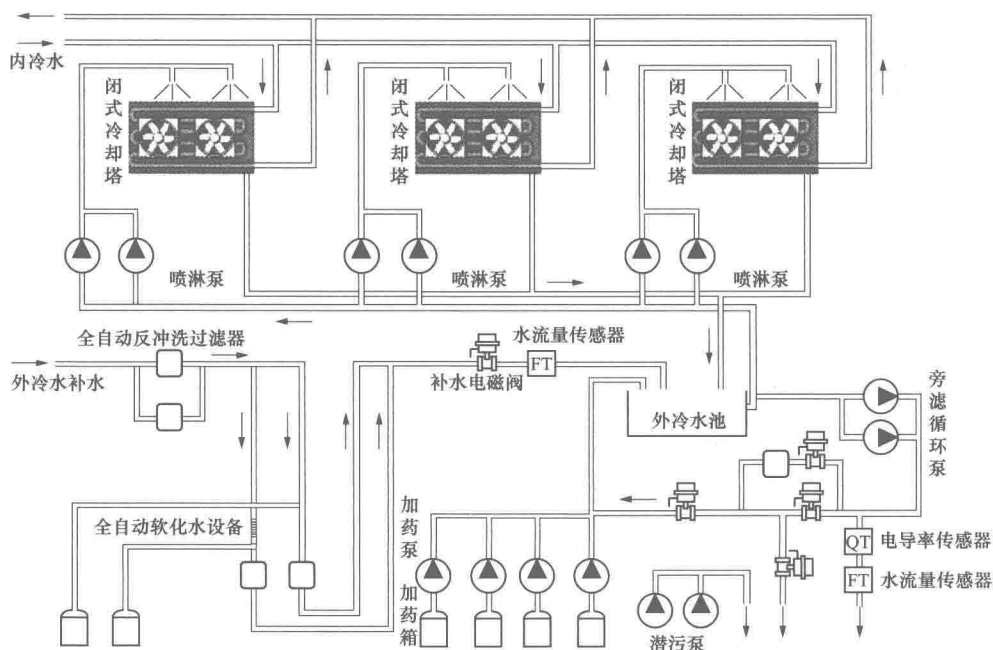 内冷水
闭式冷却塔
闭式冷却塔
闭式冷却塔
喷淋泵
喷淋泵
喷淋泵
全自动反冲洗过滤器
外冷水补水
水流量传感器
补水电磁阀
FT
外冷水池
旁滤循环泵
全自动软化水设备
加药泵
加药箱
QT
电导率传感器
FT
水流量传感器
潜污泵